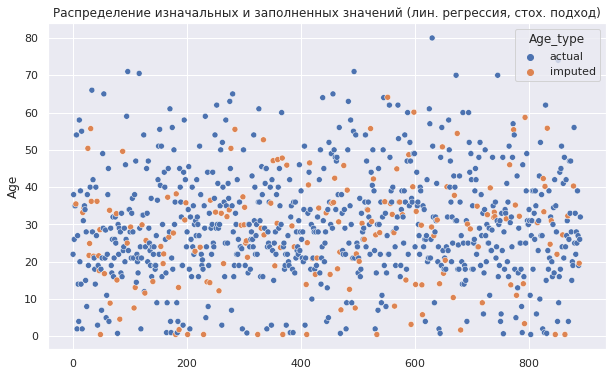 Распределение изначальных и заполненных значений (лин. регрессия, стох. подход)
Age_type
actual
imputed
Age
80
70
60
50
40
30
20
10
0
0 200 400 600 800